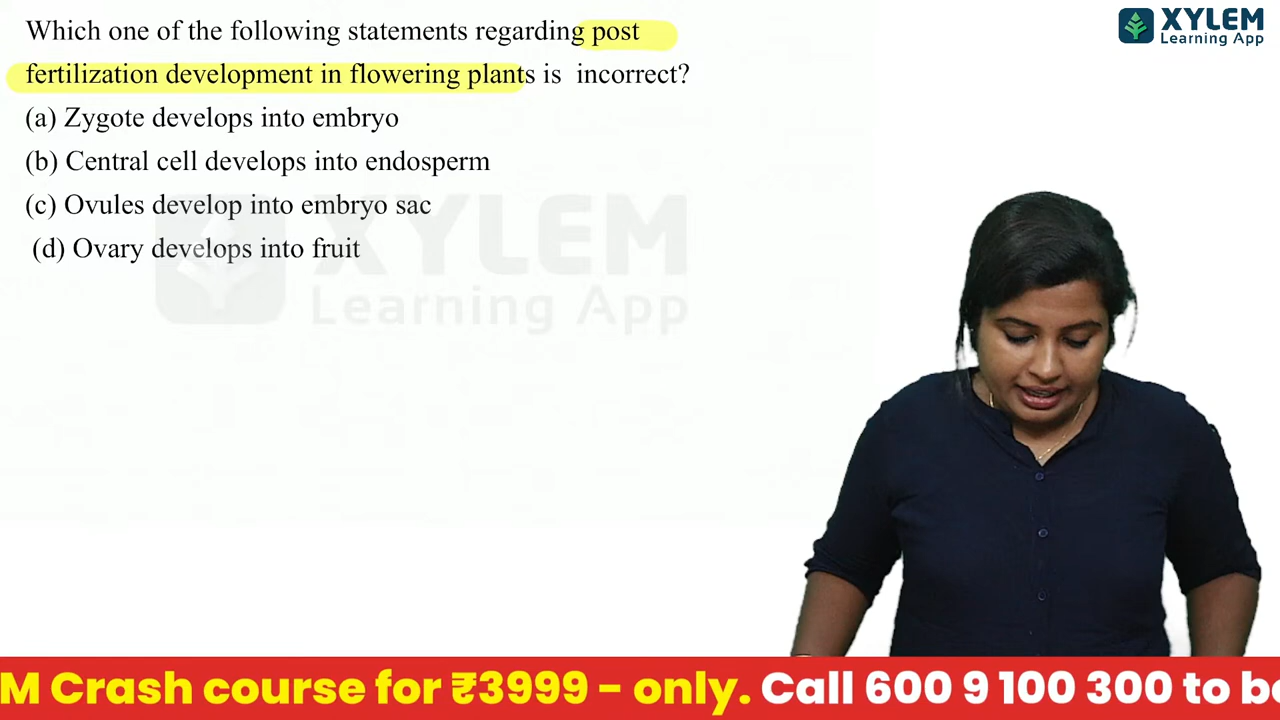 Which one of the following statements regarding post
fertilization development in flowering plants is incorrect?
(a) Zygote develops into embryo
(b) Central cell develops into endosperm
(c) Ovules develop into embryo sac
(d) Ovary develops into fruit
XYLEM
Learning App
XYLEM
Learning App
M Crash course for ₹3999 - only. Call 600 9 100 300 to b